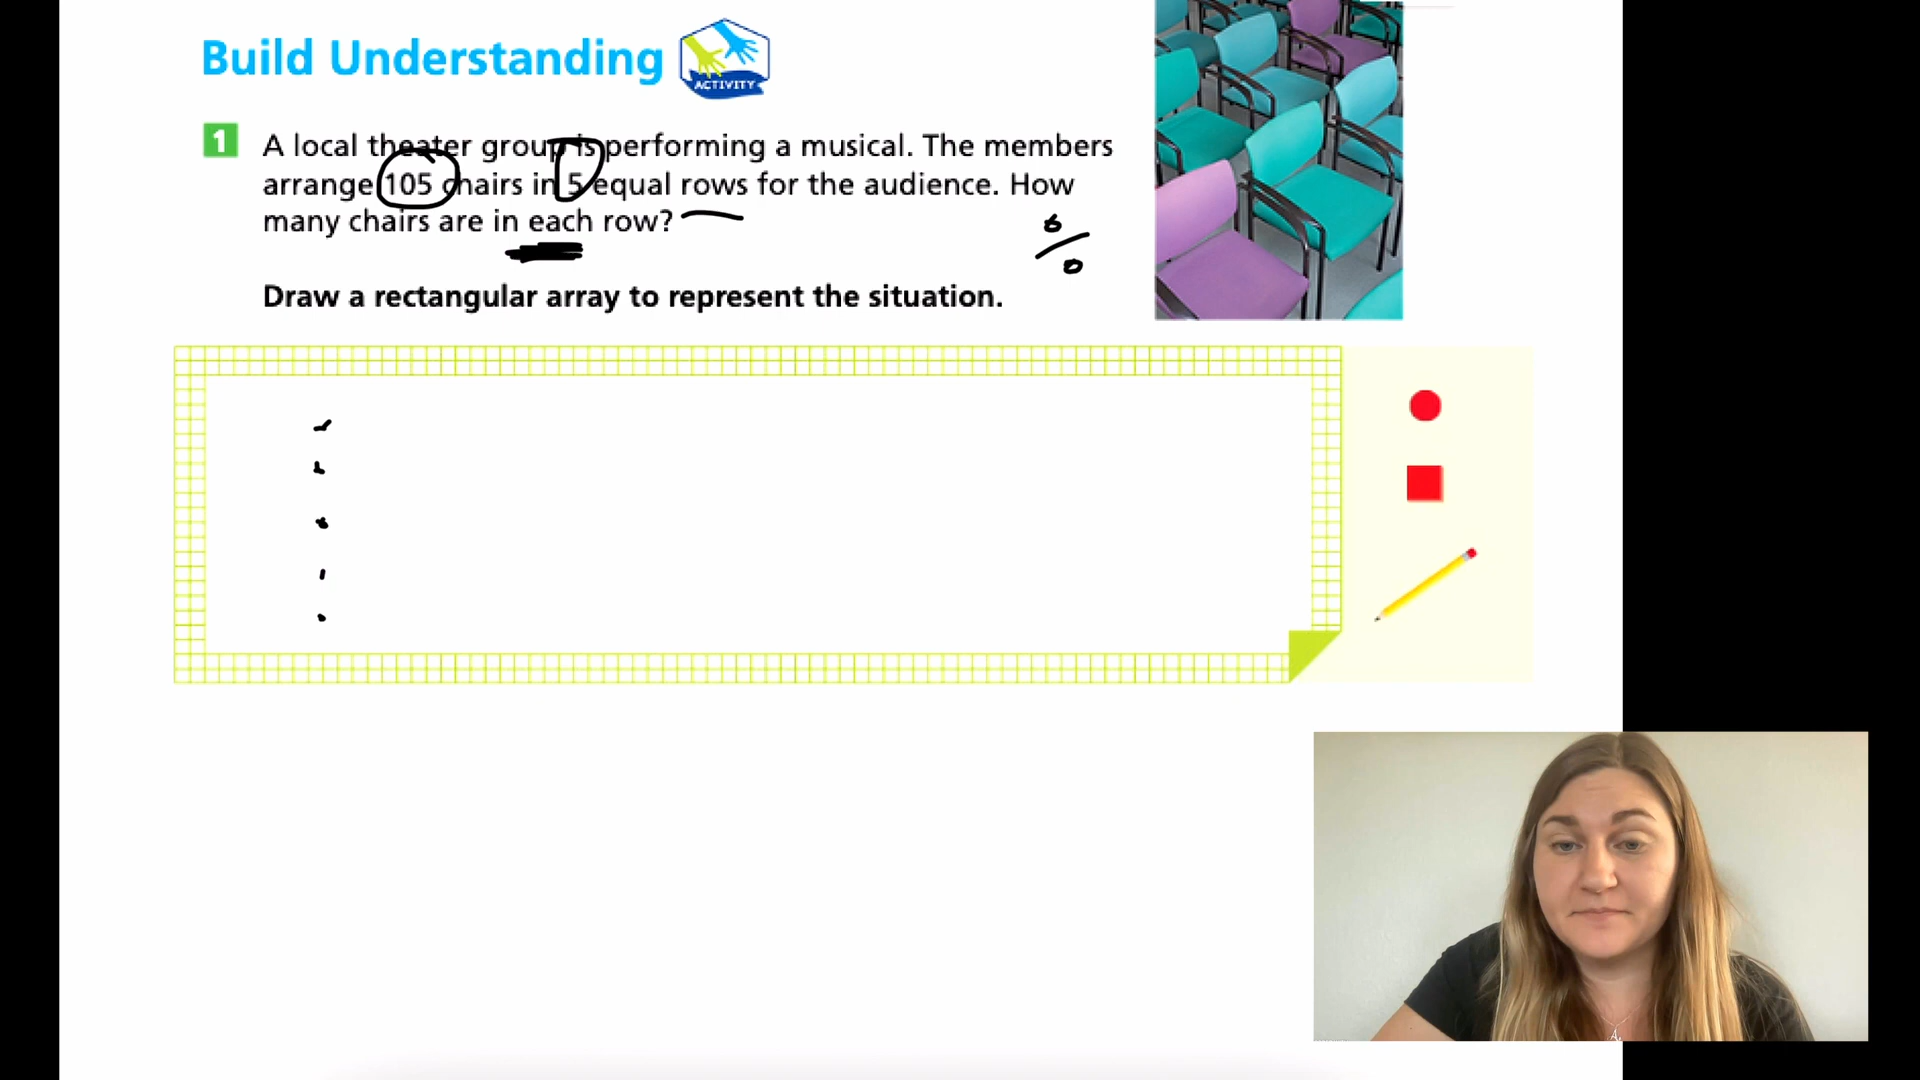 Build Understanding
ACTIVITY
1 A local theater group is performing a musical. The members
arrange 105 chairs in 5 equal rows for the audience. How
many chairs are in each row?
Draw a rectangular array to represent the situation.